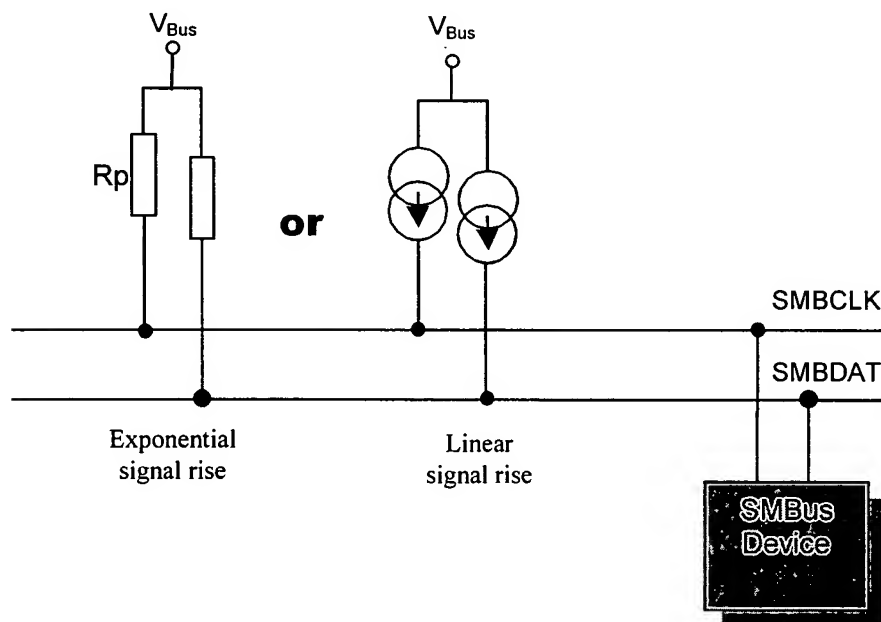 VBus
VBus
Rp
or
SMBCLK
SMBDAT
Exponential
signal rise
Linear
signal rise
SMBus
Device